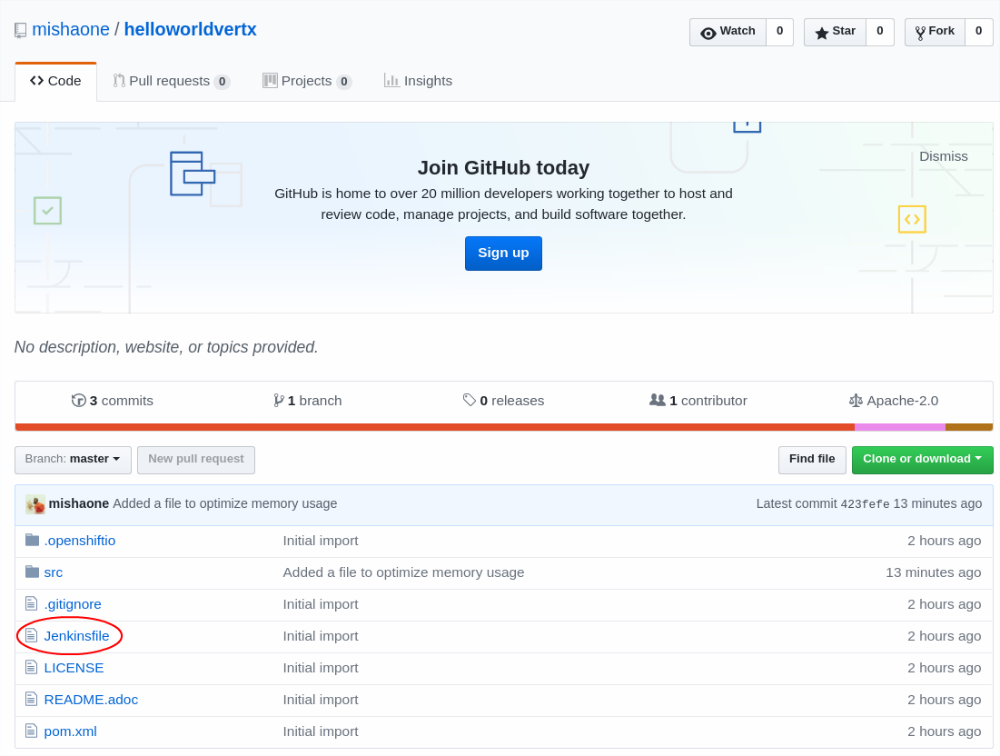 mishaone / helloworldvertx
Watch 0 Star 0 Fork 0
Code Pull requests 0 Projects 0 Insights
Join GitHub today
Dismiss
GitHub is home to over 20 million developers working together to host and
review code, manage projects, and build software together.
Sign up
No description, website, or topics provided.
3 commits 1 branch 0 releases 1 contributor Apache-2.0
Branch: master New pull request Find file Clone or download
mishaone Added a file to optimize memory usage Latest commit 423fefe 13 minutes ago
.openshiftio Initial import 2 hours ago
src Added a file to optimize memory usage 13 minutes ago
.gitignore Initial import 2 hours ago
Jenkinsfile Initial import 2 hours ago
LICENSE Initial import 2 hours ago
README.adoc Initial import 2 hours ago
pom.xml Initial import 2 hours ago